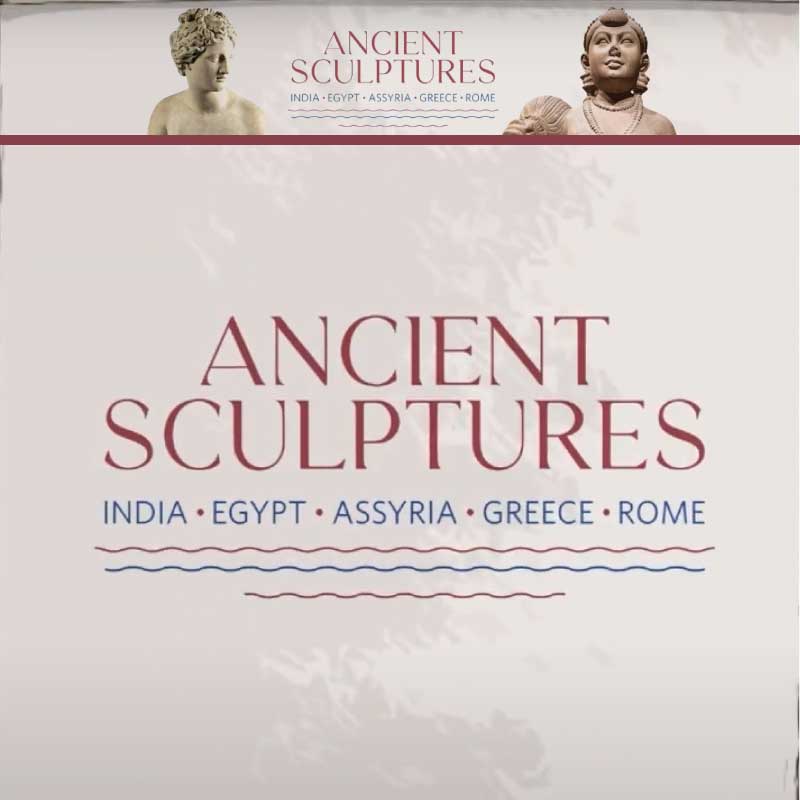 ANCIENT
SCULPTURES
INDIA • EGYPT • ASSYRIA • GREECE • ROME
ANCIENT
SCULPTURES
INDIA • EGYPT • ASSYRIA • GREECE • ROME